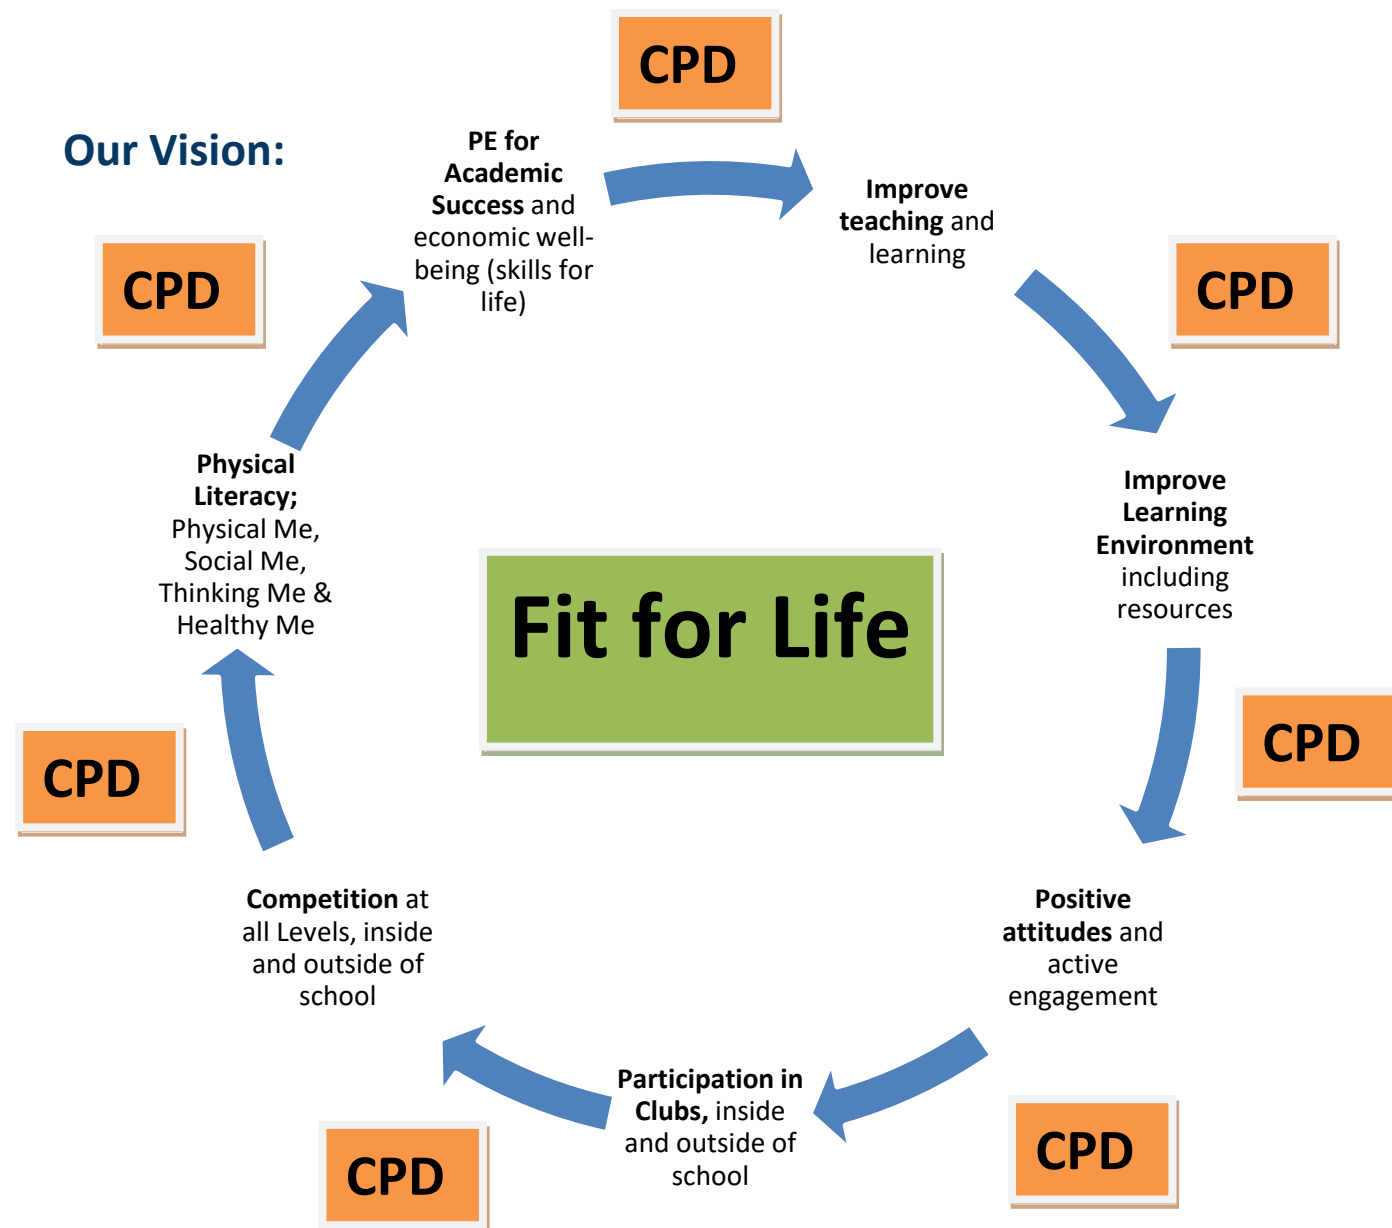 Our Vision:
CPD
PE for
Academic
Success and
economic well-
being (skills for
life)
Improve
teaching and
learning
CPD
CPD
Improve
Learning
Environment
including
resources
Physical
Literacy;
Physical Me,
Social Me,
Thinking Me &
Healthy Me
Fit for Life
CPD
CPD
Positive
attitudes and
active
engagement
Competition at
all Levels, inside
and outside of
school
Participation in
Clubs, inside
and outside of
school
CPD
CPD